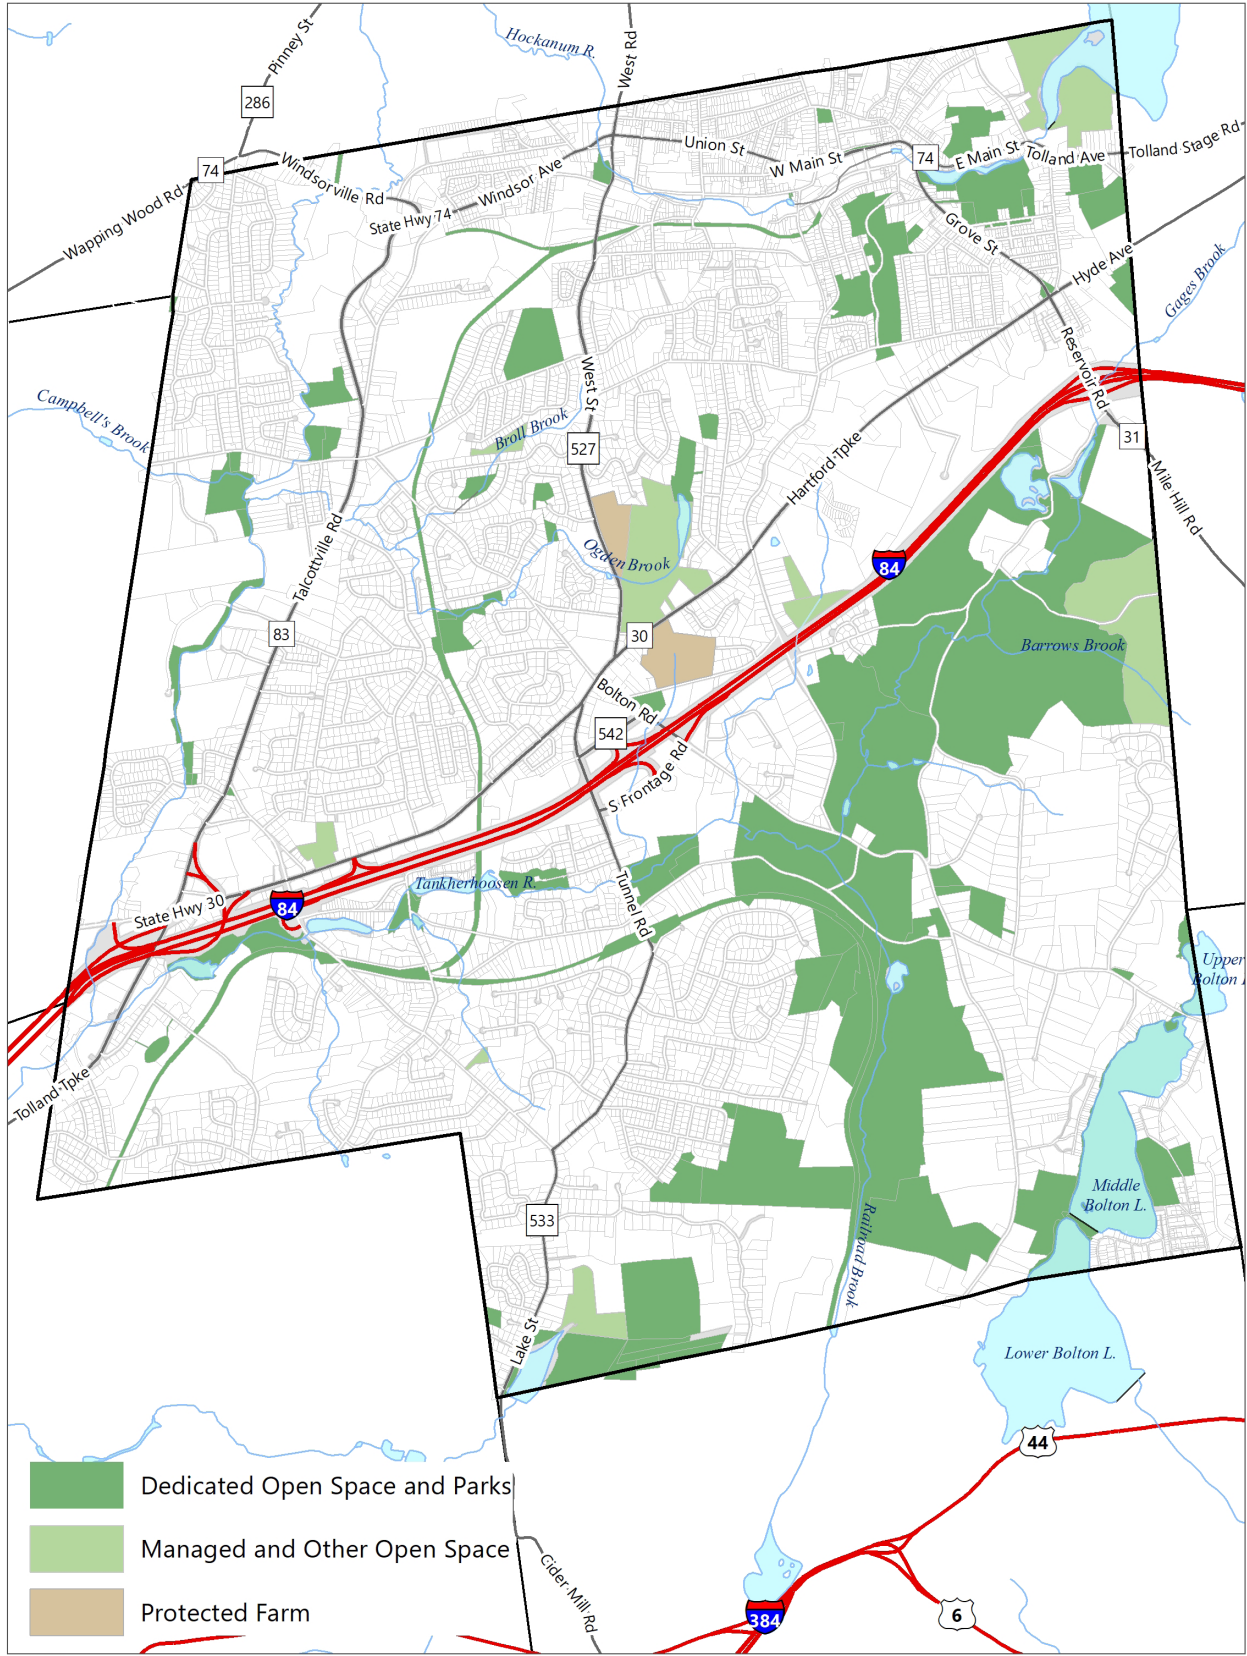 Pinney St
Hockanum R.
West Rd
286
Union St
W Main St
74
E Main St
Tolland Ave
Tolland Stage Rd
74
Windsorville Rd
Windsor Ave
State Hwy 74
Wapping Wood Rd
Grove St
Hyde Ave
Gages Brook
Reservoir Rd
Campbell's Brook
West St
Broll Brook
527
31
Hartford Tpke
Mile Hill Rd
Talcottville Rd
Ogden Brook
84
83
30
Barrows Brook
Bolton Rd
542
S Frontage Rd
Tunnel Rd
Tankherhoosen R.
State Hwy 30
84
Upper
Bolton
Tolland Tpke
Middle
Bolton L.
533
Railroad Brook
Lake St
Lower Bolton L.
44
Dedicated Open Space and Parks
Managed and Other Open Space
Protected Farm
Cider Mill Rd
384
6